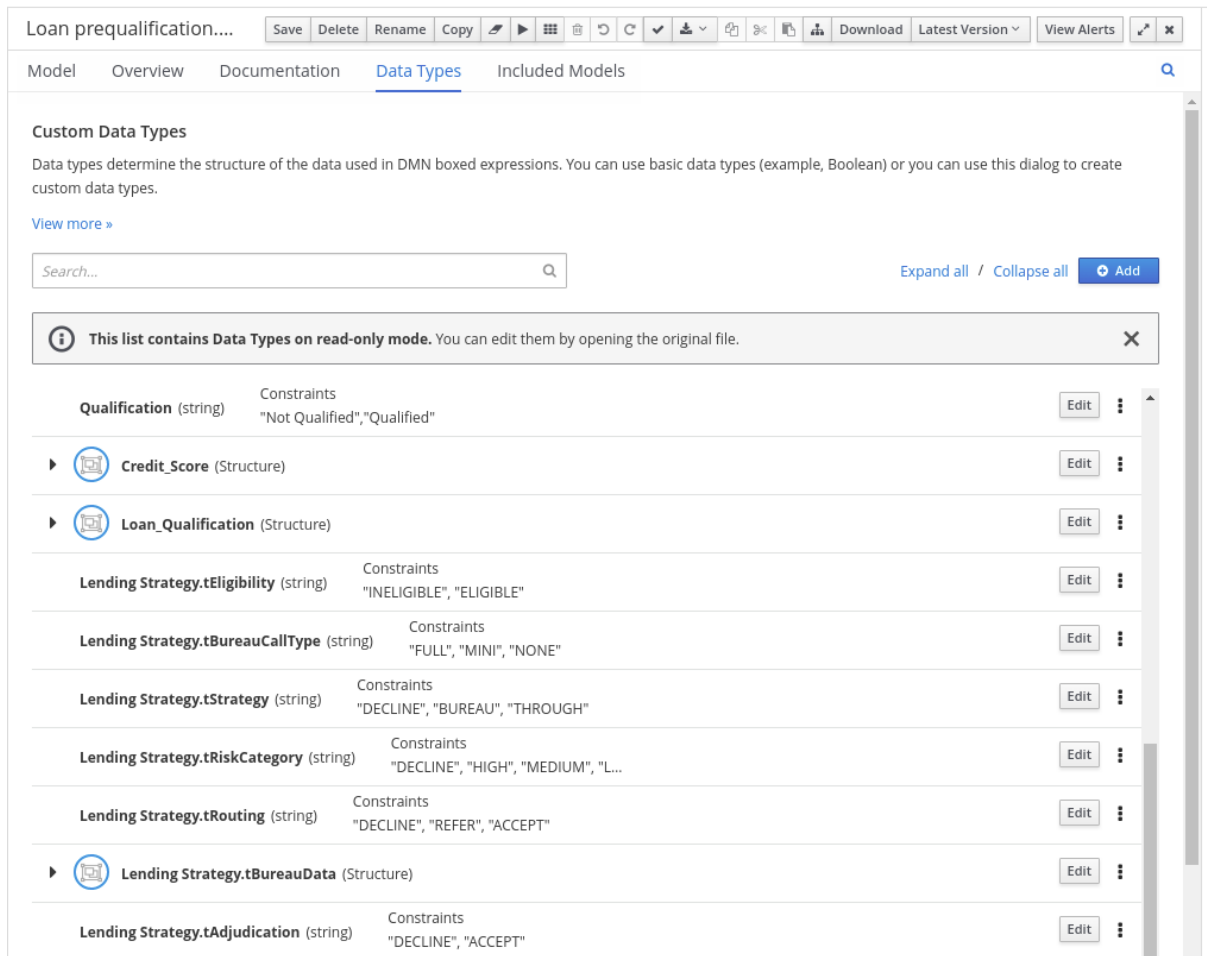 Loan prequalification.... Save Delete Rename Copy Download Latest Version View Alerts
Model Overview Documentation Data Types Included Models
Custom Data Types
Data types determine the structure of the data used in DMN boxed expressions. You can use basic data types (example, Boolean) or you can use this dialog to create
custom data types.
View more »
Search... Expand all / Collapse all Add
This list contains Data Types on read-only mode. You can edit them by opening the original file.
Constraints
Qualification (string) Edit
"Not Qualified","Qualified"
Credit_Score (Structure) Edit
Loan_Qualification (Structure) Edit
Constraints
Lending Strategy.tEligibility (string) Edit
"INELIGIBLE", "ELIGIBLE"
Constraints
Lending Strategy.tBureauCallType (string) Edit
"FULL", "MINI", "NONE"
Constraints
Lending Strategy.tStrategy (string) Edit
"DECLINE", "BUREAU", "THROUGH"
Constraints
Lending Strategy.tRiskCategory (string) Edit
"DECLINE", "HIGH", "MEDIUM", "L...
Constraints
Lending Strategy.tRouting (string) Edit
"DECLINE", "REFER", "ACCEPT"
Lending Strategy.tBureauData (Structure) Edit
Constraints
Lending Strategy.tAdjudication (string) Edit
"DECLINE", "ACCEPT"